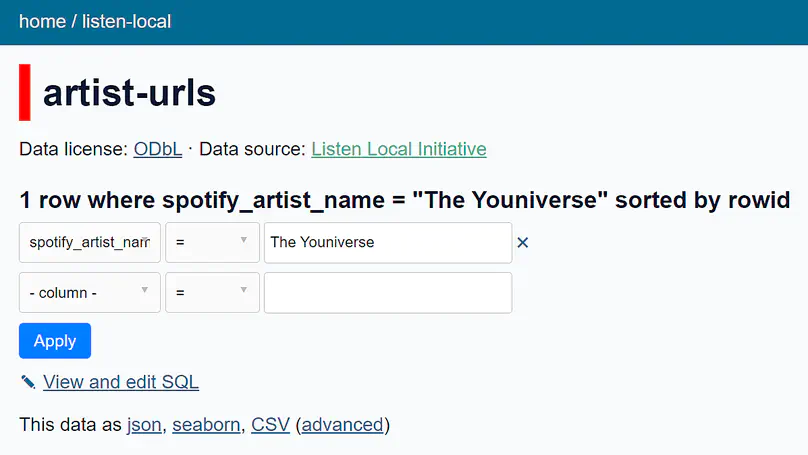 home / listen-local
artist-urls
Data license: ODbL · Data source: Listen Local Initiative
1 row where spotify_artist_name = "The Youniverse" sorted by rowid
spotify_artist_nam = The Youniverse ✕
- column - =
Apply
View and edit SQL
This data as json, seaborn, CSV (advanced)